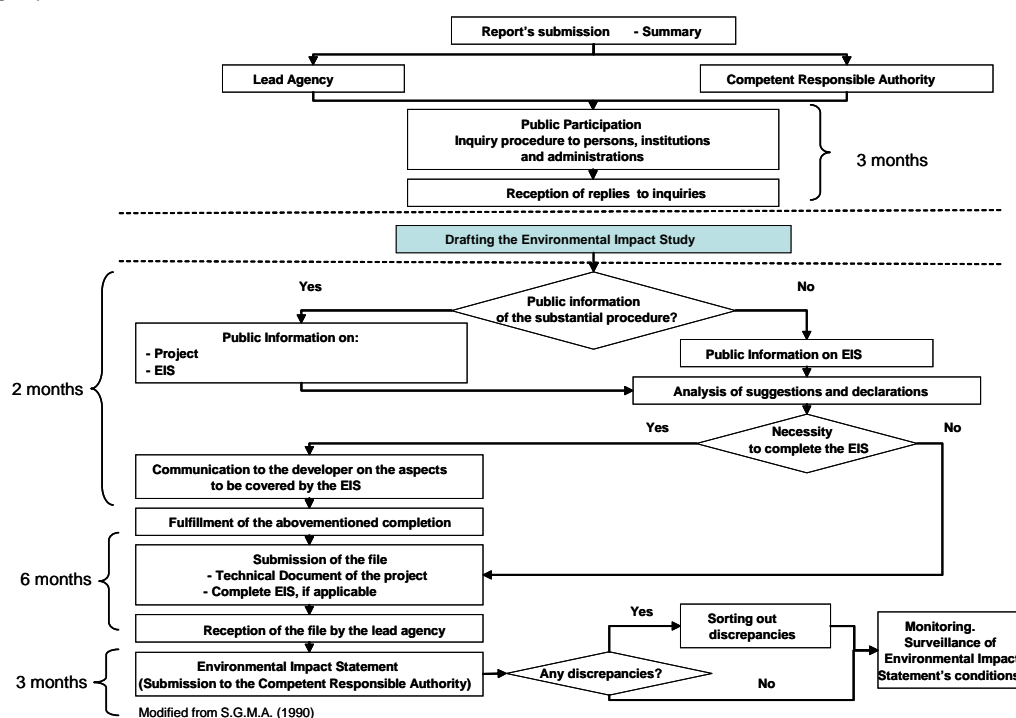 Report's submission - Summary
Lead Agency
Competent Responsible Authority
Public Participation
Inquiry procedure to persons, institutions
and administrations
3 months
Reception of replies to inquiries
Drafting the Environmental Impact Study
Yes
No
Public information
of the substantial procedure?
Public Information on:
- Project
- EIS
Public Information on EIS
2 months
Analysis of suggestions and declarations
Yes
No
Necessity
to complete the EIS
Communication to the developer on the aspects
to be covered by the EIS
Fulfillment of the abovementioned completion
6 months
Submission of the file
- Technical Document of the project
- Complete EIS, if applicable
Reception of the file by the lead agency
Yes
Sorting out
discrepancies
Monitoring.
Surveillance of
Environmental Impact
Statement's conditions
3 months
Environmental Impact Statement
(Submission to the Competent Responsible Authority)
Any discrepancies?
No
Modified from S.G.M.A. (1990)